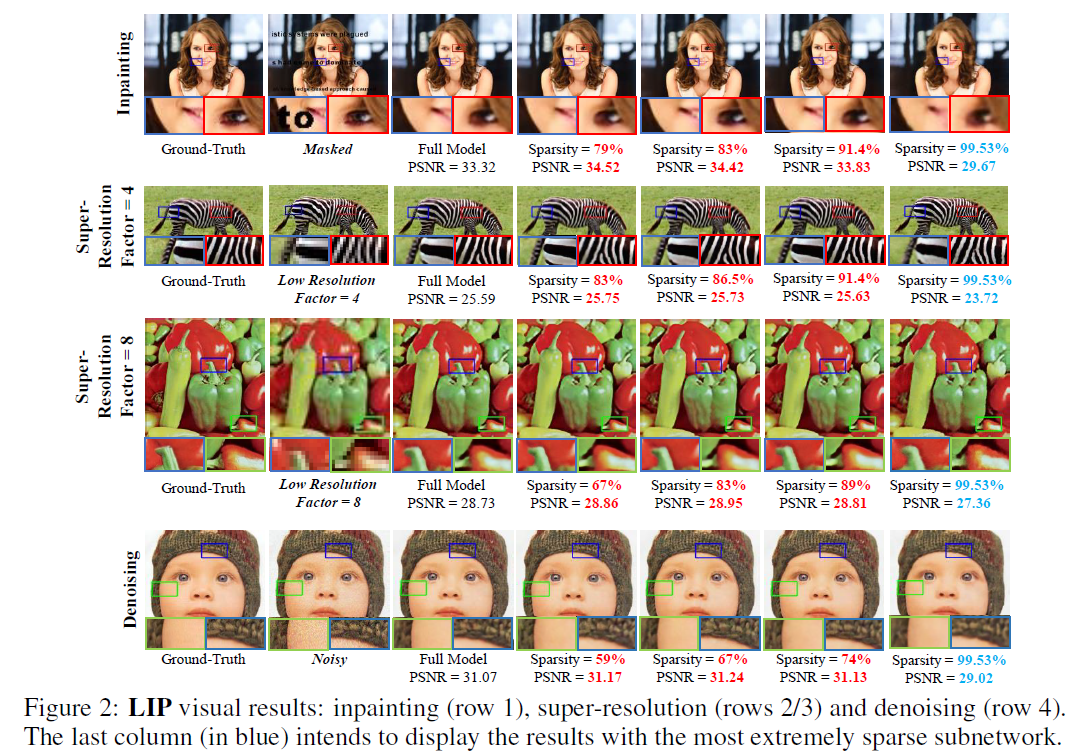 Inpainting
istic systems were plagued
to
Ground-Truth
Masked
Full Model
PSNR = 33.32
Sparsity = 79%
PSNR = 34.52
Sparsity = 83%
PSNR = 34.42
Sparsity = 91.4%
PSNR = 33.83
Sparsity = 99.53%
PSNR = 29.67
Super-
Resolution
Factor = 4
Ground-Truth
Low Resolution
Factor = 4
Full Model
PSNR = 25.59
Sparsity = 83%
PSNR = 25.75
Sparsity = 86.5%
PSNR = 25.73
Sparsity = 91.4%
PSNR = 25.63
Sparsity = 99.53%
PSNR = 23.72
Super-
Resolution
Factor = 8
Ground-Truth
Low Resolution
Factor = 8
Full Model
PSNR = 28.73
Sparsity = 67%
PSNR = 28.86
Sparsity = 83%
PSNR = 28.95
Sparsity = 89%
PSNR = 28.81
Sparsity = 99.53%
PSNR = 27.36
Denoising
Ground-Truth
Noisy
Full Model
PSNR = 31.07
Sparsity = 59%
PSNR = 31.17
Sparsity = 67%
PSNR = 31.24
Sparsity = 74%
PSNR = 31.13
Sparsity = 99.53%
PSNR = 29.02
Figure 2: LIP visual results: inpainting (row 1), super-resolution (rows 2/3) and denoising (row 4).
The last column (in blue) intends to display the results with the most extremely sparse subnetwork.